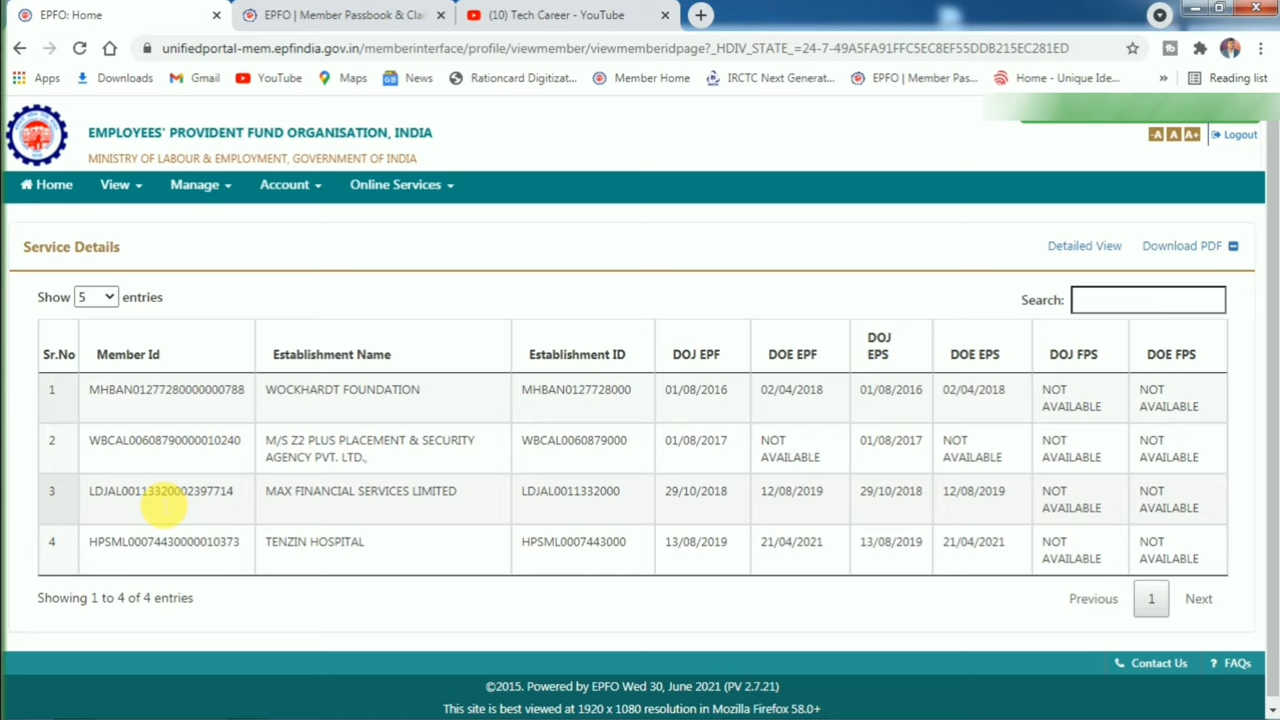 EPFO: Home
EPFO | Member Passbook & Clai
(10) Tech Career - YouTube
unifiedportal-mem.epfindia.gov.in/memberinterface/profile/viewmember/viewmemberidpage?_HDIV_STATE_=24-7-49A5FA91FFC5EC8EF55DDB215EC281ED
Apps Downloads Gmail YouTube Maps News Rationcard Digitizat... Member Home IRCTC Next Generat... EPFO | Member Pas... Home - Unique Ide... » Reading list
EMPLOYEES' PROVIDENT FUND ORGANISATION, INDIA
MINISTRY OF LABOUR & EMPLOYMENT, GOVERNMENT OF INDIA
-A A A+ Logout
Home View Manage Account Online Services
Service Details
Detailed View Download PDF
Show 5 entries
Search:
Sr.No Member Id Establishment Name Establishment ID DOJ EPF DOE EPF DOJ EPS DOE EPS DOJ FPS DOE FPS
1 MHBAN01277280000000788 WOCKHARDT FOUNDATION MHBAN0127728000 01/08/2016 02/04/2018 01/08/2016 02/04/2018 NOT AVAILABLE NOT AVAILABLE
2 WBCAL00608790000010240 M/S Z2 PLUS PLACEMENT & SECURITY AGENCY PVT. LTD., WBCAL0060879000 01/08/2017 NOT AVAILABLE 01/08/2017 NOT AVAILABLE NOT AVAILABLE NOT AVAILABLE
3 LDJAL00113320002397714 MAX FINANCIAL SERVICES LIMITED LDJAL0011332000 29/10/2018 12/08/2019 29/10/2018 12/08/2019 NOT AVAILABLE NOT AVAILABLE
4 HPSML00074430000010373 TENZIN HOSPITAL HPSML0007443000 13/08/2019 21/04/2021 13/08/2019 21/04/2021 NOT AVAILABLE NOT AVAILABLE
Showing 1 to 4 of 4 entries
Previous 1 Next
Contact Us ? FAQs
©2015. Powered by EPFO Wed 30, June 2021 (PV 2.7.21)
This site is best viewed at 1920 x 1080 resolution in Mozilla Firefox 58.0+